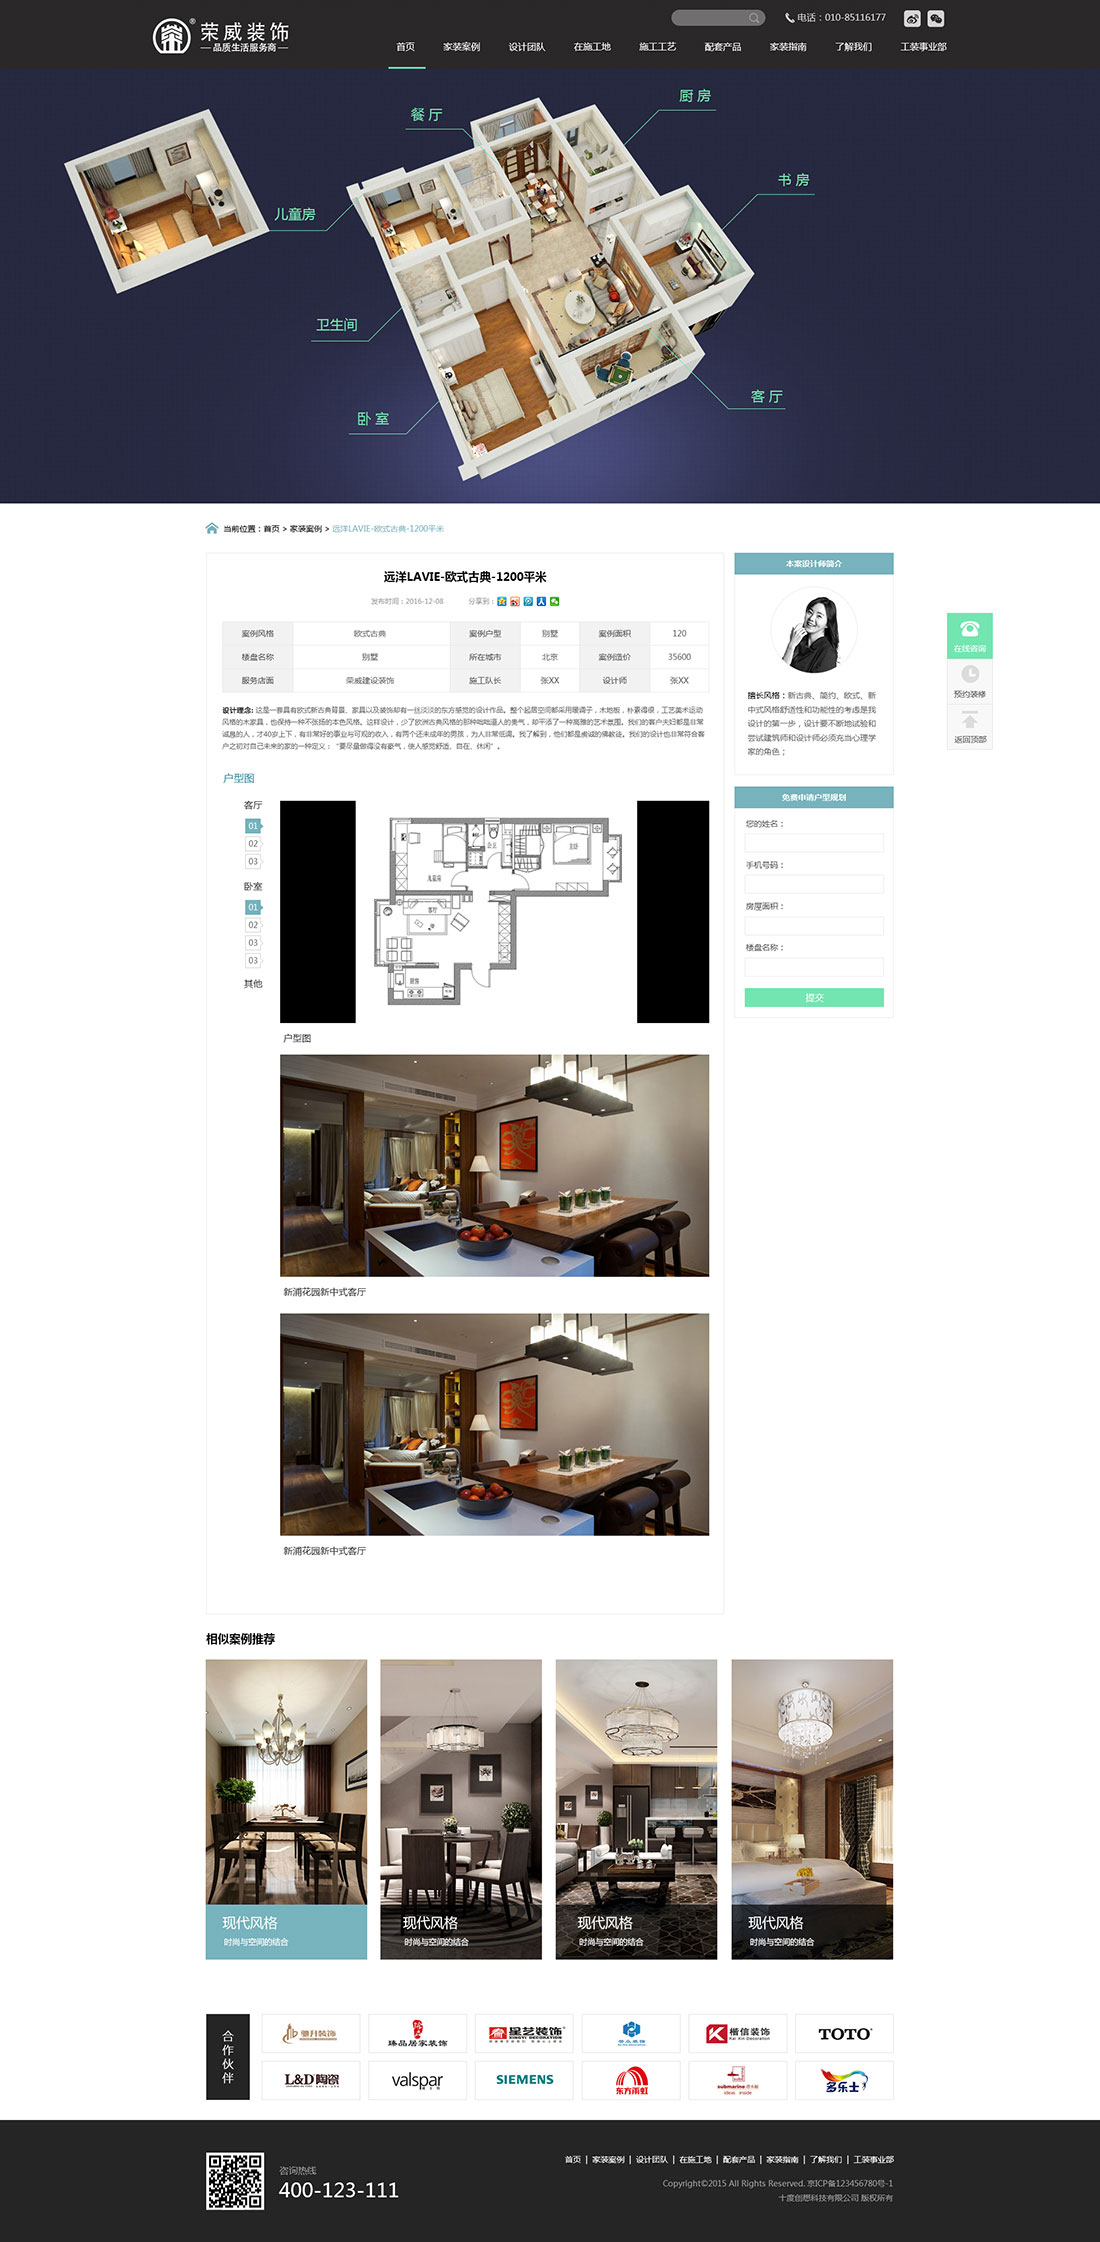 荣威装饰®
品质生活服务商
电话：010-85116177
首页 家装案例 设计团队 在施工地 施工工艺 配套产品 家装指南 了解我们 工装事业部
餐厅
厨房
书房
儿童房
卫生间
卧室
客厅
当前位置：首页 > 家装案例 > 远洋LAVIE-欧式古典-1200平米
远洋LAVIE-欧式古典-1200平米
发布时间：2016-12-08 分享到：
案例风格 欧式古典 案例户型 别墅 案例面积 120
楼盘名称 别墅 所在城市 北京 案例造价 35600
服务店面 荣威建设装饰 施工队长 张XX 设计师 张XX
设计理念: 这是一套具有欧式新古典背景、家具以及装饰却有一丝淡淡的东方感觉的设计作品。整个起居空间都采用暖调子，木地板，朴素得很，工艺美术运动
风格的木家具，也保持一种不张扬的本色风格。这样设计，少了欧洲古典风格的那种咄咄逼人的贵气，却平添了一种高雅的艺术氛围。我们的客户夫妇都是非常
诚恳的人，才40岁上下，有非常好的事业与可观的收入，有两个还未成年的男孩，为人非常低调。我了解到，他们都是虔诚的佛教徒。我们的设计也非常符合客
户之初对自己未来的家的一种定义：“要尽量做得没有豪气，使人感觉舒适、自在、休闲”。
户型图
客厅
01
02
03
卧室
01
02
03
03
其他
儿童房
公卫
主卧
客厅
厨房
户型图
新浦花园新中式客厅
新浦花园新中式客厅
本案设计师简介
擅长风格：新古典、简约、欧式、新
中式风格舒适性和功能性的考虑是我
设计的第一步，设计要不断地试验和
尝试建筑师和设计师必须充当心理学
家的角色；
免费申请户型规划
您的姓名：
手机号码：
房屋面积：
楼盘名称：
提交
在线咨询
预约装修
返回顶部
相似案例推荐
现代风格
时尚与空间的结合
现代风格
时尚与空间的结合
现代风格
时尚与空间的结合
现代风格
时尚与空间的结合
合作伙伴
驰升装饰
臻品居家装饰
星艺装饰
XINGYI DECORATION
楷信装饰
Kai Xin Decoration
TOTO
L&D陶瓷
valspar
SIEMENS
东方雨虹
submarine
ideas inside
多乐士
咨询热线
400-123-111
首页 | 家装案例 | 设计团队 | 在施工地 | 配套产品 | 家装指南 | 了解我们 | 工装事业部
Copyright©2015 All Rights Reserved. 京ICP备123456780号-1
十度创想科技有限公司 版权所有